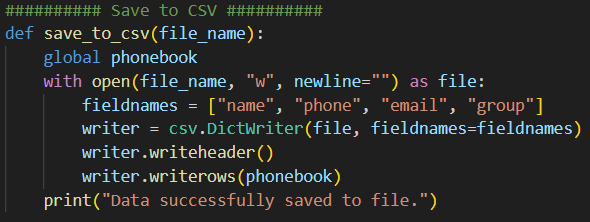 ########## Save to CSV ##########
def save_to_csv(file_name):
    global phonebook
    with open(file_name, "w", newline="") as file:
        fieldnames = ["name", "phone", "email", "group"]
        writer = csv.DictWriter(file, fieldnames=fieldnames)
        writer.writeheader()
        writer.writerows(phonebook)
    print("Data successfully saved to file.")